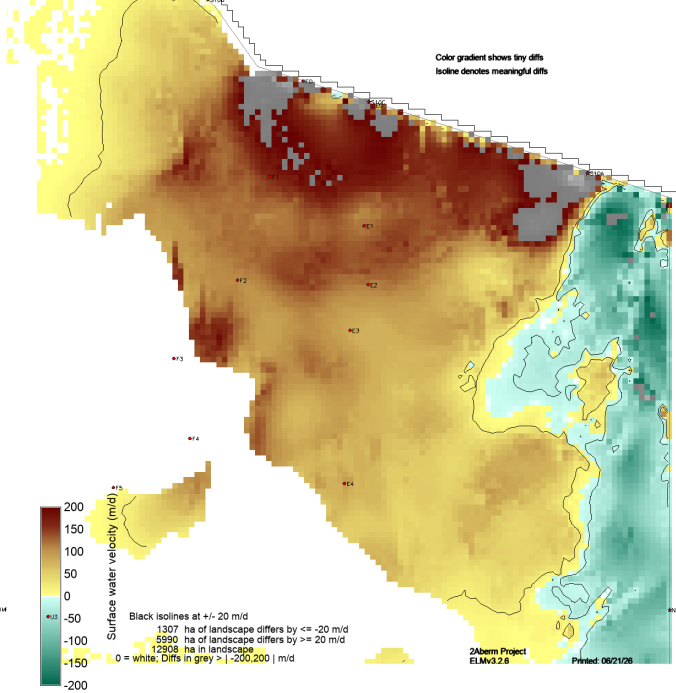 Color gradient shows tiny diffs
Isoline denotes meaningful diffs
S10A
E1
F2
E2
E3
F3
F4
E4
F5
200
150
100
50
0
-50
-100
-150
-200
Surface water velocity (m/d)
U3
Black isolines at +/- 20 m/d
1307 ha of landscape differs by <= -20 m/d
5990 ha of landscape differs by >= 20 m/d
12908 ha in landscape
0 = white; Diffs in grey > | -200,200 | m/d
2Aberm Project
ELMv3.2.6
Printed: 06/21/26